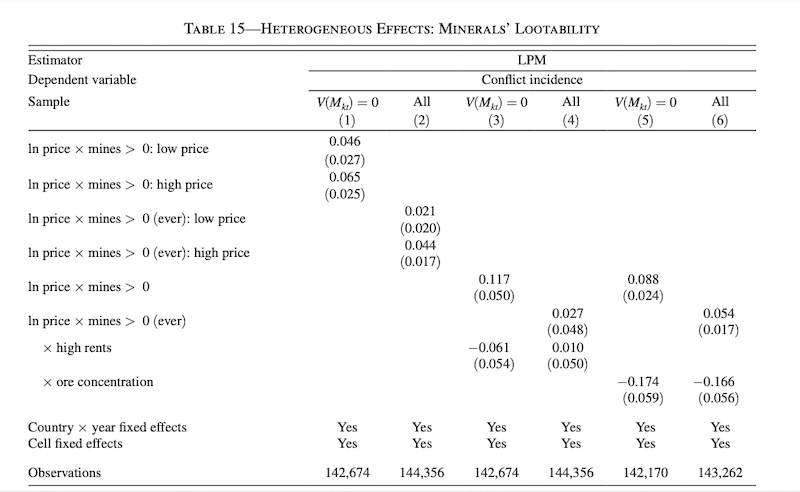 TABLE 15—HETEROGENEOUS EFFECTS: MINERALS' LOOTABILITY
Estimator LPM
Dependent variable Conflict incidence
Sample V(Mkt) = 0 All V(Mkt) = 0 All V(Mkt) = 0 All
(1) (2) (3) (4) (5) (6)
ln price × mines > 0: low price 0.046
(0.027)
ln price × mines > 0: high price 0.065
(0.025)
ln price × mines > 0 (ever): low price 0.021
(0.020)
ln price × mines > 0 (ever): high price 0.044
(0.017)
ln price × mines > 0 0.117 0.088
(0.050) (0.024)
ln price × mines > 0 (ever) 0.027 0.054
(0.048) (0.017)
× high rents −0.061 0.010
(0.054) (0.050)
× ore concentration −0.174 −0.166
(0.059) (0.056)
Country × year fixed effects Yes Yes Yes Yes Yes Yes
Cell fixed effects Yes Yes Yes Yes Yes Yes
Observations 142,674 144,356 142,674 144,356 142,170 143,262